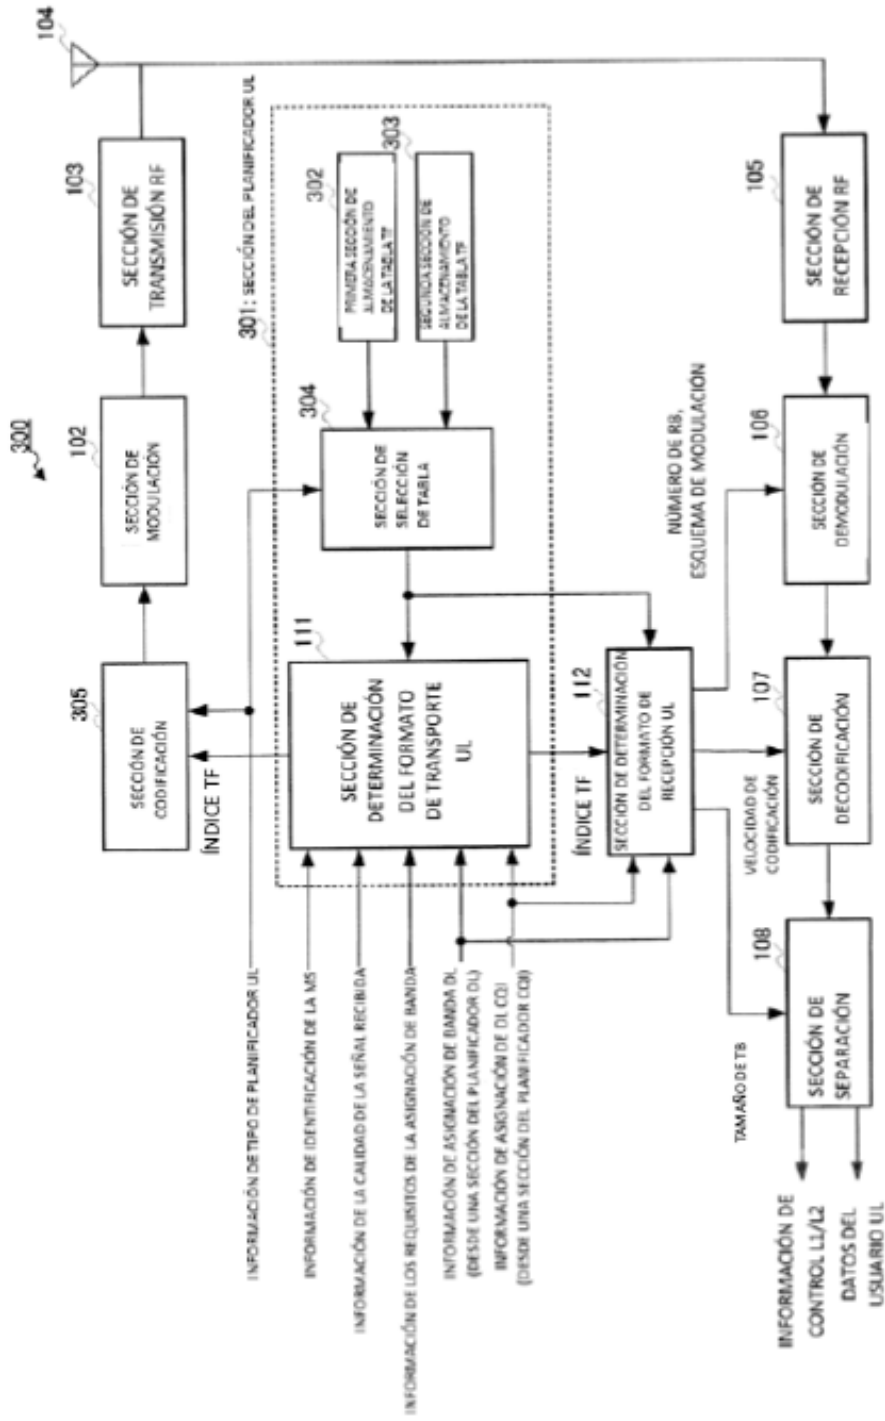 300
305
SECCIÓN DE
CODIFICACIÓN
102
SECCIÓN DE
MODULACIÓN
103
SECCIÓN DE
TRANSMISIÓN RF
104
ÍNDICE TF
301: SECCIÓN DEL PLANIFICADOR UL
111
SECCIÓN DE
DETERMINACIÓN
DEL FORMATO
DE TRANSPORTE
UL
304
SECCIÓN DE
SELECCIÓN
DE TABLA
302
PRIMERA SECCIÓN DE
ALMACENAMIENTO
DE LA TABLA TF
303
SEGUNDA SECCIÓN DE
ALMACENAMIENTO
DE LA TABLA TF
INFORMACIÓN DE TIPO DE PLANIFICADOR UL
INFORMACIÓN DE IDENTIFICACIÓN DE LA MS
INFORMACIÓN DE LA CALIDAD DE LA SEÑAL RECIBIDA
INFORMACIÓN DE LOS REQUISITOS DE LA ASIGNACIÓN DE BANDA
INFORMACIÓN DE ASIGNACIÓN DE BANDA DL
(DESDE UNA SECCIÓN DEL PLANIFICADOR DL)
INFORMACIÓN DE ASIGNACIÓN DE DL CQI
(DESDE UNA SECCIÓN DEL PLANIFICADOR CQI)
ÍNDICE TF
112
SECCIÓN DE DETERMINACIÓN
DEL FORMATO DE
RECEPCIÓN UL
NÚMERO DE RB,
ESQUEMA DE MODULACIÓN
VELOCIDAD DE
CODIFICACIÓN
TAMAÑO DE TB
108
SECCIÓN DE
SEPARACIÓN
107
SECCIÓN DE
DECODIFICACIÓN
106
SECCIÓN DE
DEMODULACIÓN
105
SECCIÓN DE
RECEPCIÓN RF
INFORMACIÓN DE
CONTROL L1/L2
DATOS DEL
USUARIO UL